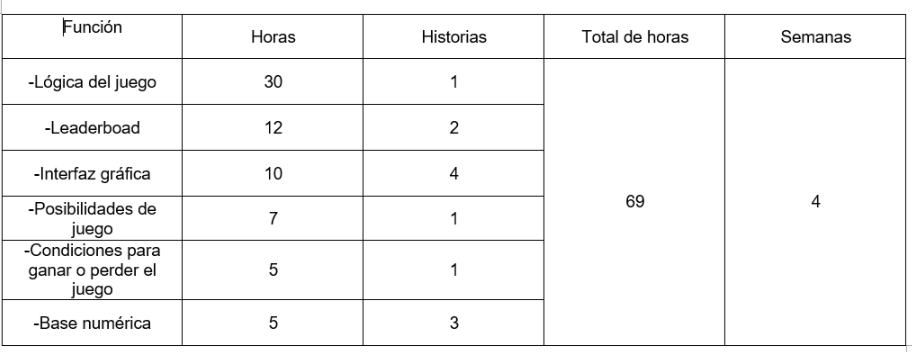 Función
Horas
Historias
Total de horas
Semanas
-Lógica del juego
30
1
69
4
-Leaderboad
12
2
-Interfaz gráfica
10
4
-Posibilidades de
juego
7
1
-Condiciones para
ganar o perder el
juego
5
1
-Base numérica
5
3